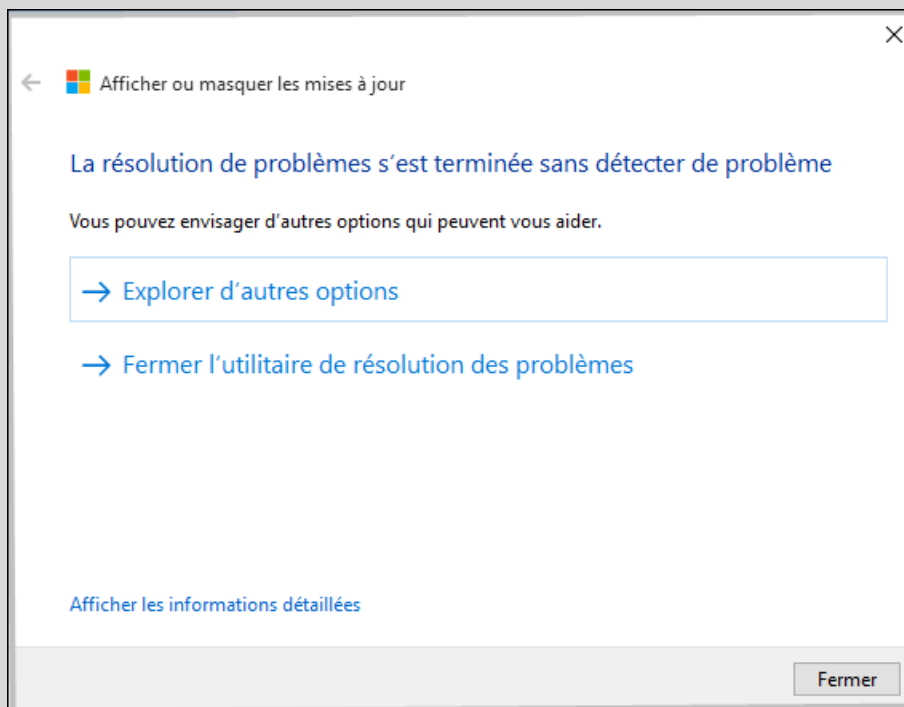 Afficher ou masquer les mises à jour
La résolution de problèmes s'est terminée sans détecter de problème
Vous pouvez envisager d'autres options qui peuvent vous aider.
Explorer d'autres options
Fermer l'utilitaire de résolution des problèmes
Afficher les informations détaillées
Fermer